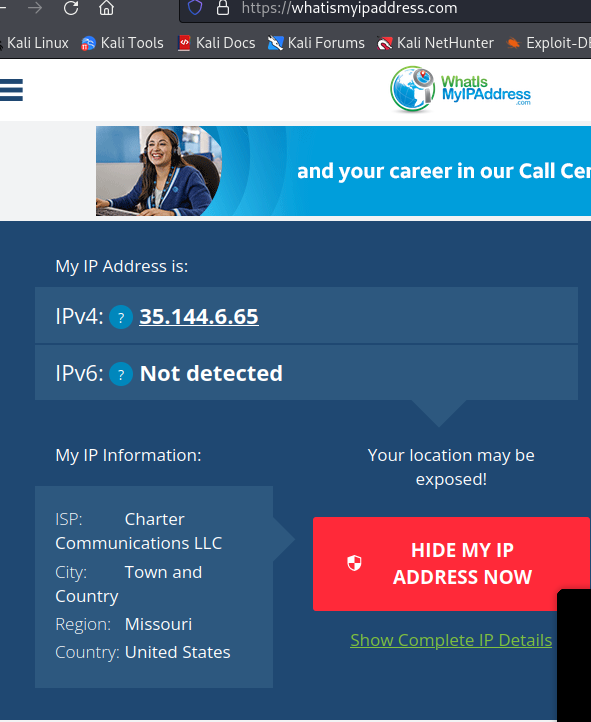 https://whatismyipaddress.com
Kali Linux Kali Tools Kali Docs Kali Forums Kali NetHunter Exploit-DB
WhatIs
MyIPAddress
.com
and your career in our Call Cen
My IP Address is:
IPv4: ? 35.144.6.65
IPv6: ? Not detected
My IP Information:
ISP: Charter
Communications LLC
City: Town and
Country
Region: Missouri
Country: United States
Your location may be
exposed!
HIDE MY IP
ADDRESS NOW
Show Complete IP Details